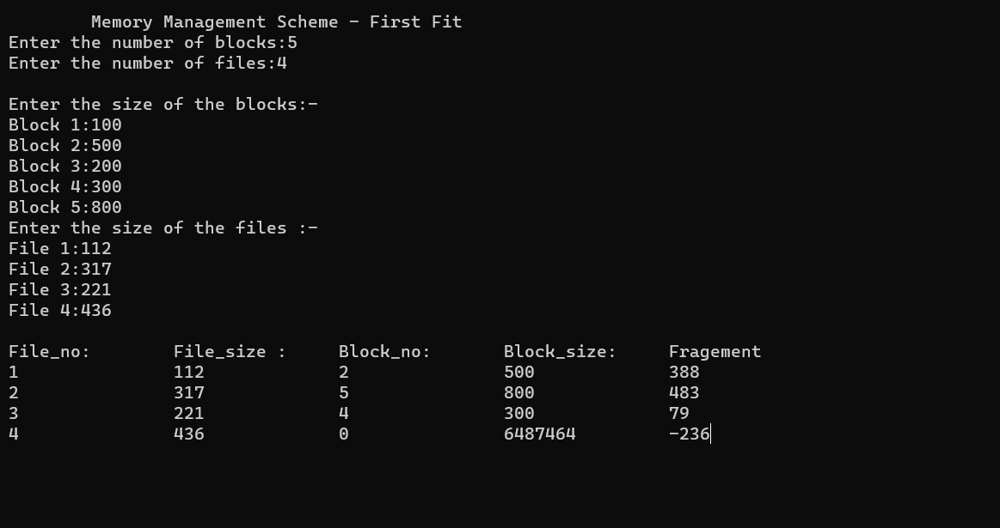 Memory Management Scheme - First Fit
Enter the number of blocks:5
Enter the number of files:4
Enter the size of the blocks:-
Block 1:100
Block 2:500
Block 3:200
Block 4:300
Block 5:800
Enter the size of the files :-
File 1:112
File 2:317
File 3:221
File 4:436
File_no: File_size : Block_no: Block_size: Fragement
1 112 2 500 388
2 317 5 800 483
3 221 4 300 79
4 436 0 6487464 -236